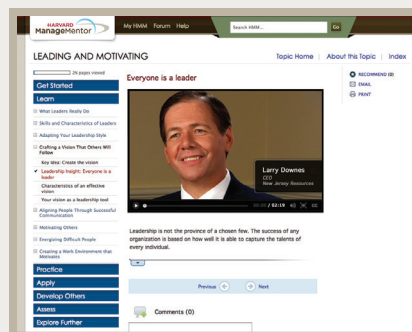 HARVARD
ManageMentor
My HMM Forum Help
Search HMM...
Go
LEADING AND MOTIVATING
Topic Home | About this Topic | Index
29 pages viewed
Get Started
Learn
What Leaders Really Do
Skills and Characteristics of Leaders
Adapting Your Leadership Style
Crafting a Vision That Others Will
Follow
Key Idea: Create the vision
Leadership Insight: Everyone is a
leader
Characteristics of an effective
vision
Your vision as a leadership tool
Aligning People Through Successful
Communication
Motivating Others
Energizing Difficult People
Creating a Work Environment that
Motivates
Practice
Apply
Develop Others
Assess
Explore Further
Everyone is a leader
Larry Downes
CEO
New Jersey Resources
00:00 / 02:19
CC
Leadership is not the province of a chosen few. The success of any
organization is based on how well it is able to capture the talents of
every individual.
Previous
Next
Comments (0)
RECOMMEND (0)
EMAIL
PRINT